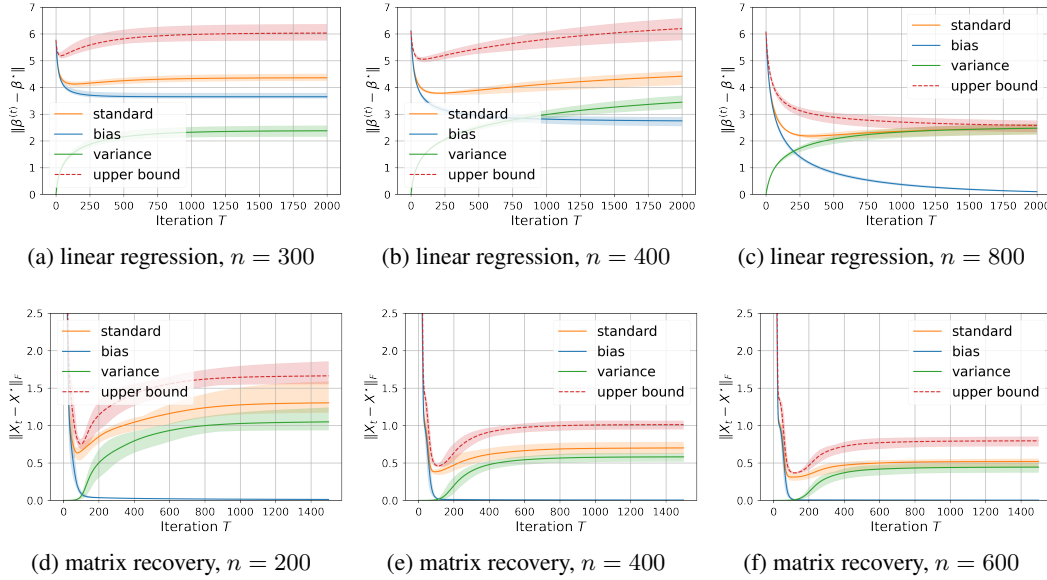 7
6
5
4
3
2
1
0
‖β⁽ᵗ⁾ − β*‖
standard
bias
variance
upper bound
0 250 500 750 1000 1250 1500 1750 2000
Iteration T
(a) linear regression, n = 300
7
6
5
4
3
2
1
0
‖β⁽ᵗ⁾ − β*‖
standard
bias
variance
upper bound
0 250 500 750 1000 1250 1500 1750 2000
Iteration T
(b) linear regression, n = 400
7
6
5
4
3
2
1
0
‖β⁽ᵗ⁾ − β*‖
standard
bias
variance
upper bound
0 250 500 750 1000 1250 1500 1750 2000
Iteration T
(c) linear regression, n = 800
2.5
2.0
1.5
1.0
0.5
0.0
‖Xₜ − X*‖F
standard
bias
variance
upper bound
0 200 400 600 800 1000 1200 1400
Iteration T
(d) matrix recovery, n = 200
2.5
2.0
1.5
1.0
0.5
0.0
‖Xₜ − X*‖F
standard
bias
variance
upper bound
0 200 400 600 800 1000 1200 1400
Iteration T
(e) matrix recovery, n = 400
2.5
2.0
1.5
1.0
0.5
0.0
‖Xₜ − X*‖F
standard
bias
variance
upper bound
0 200 400 600 800 1000 1200 1400
Iteration T
(f) matrix recovery, n = 600